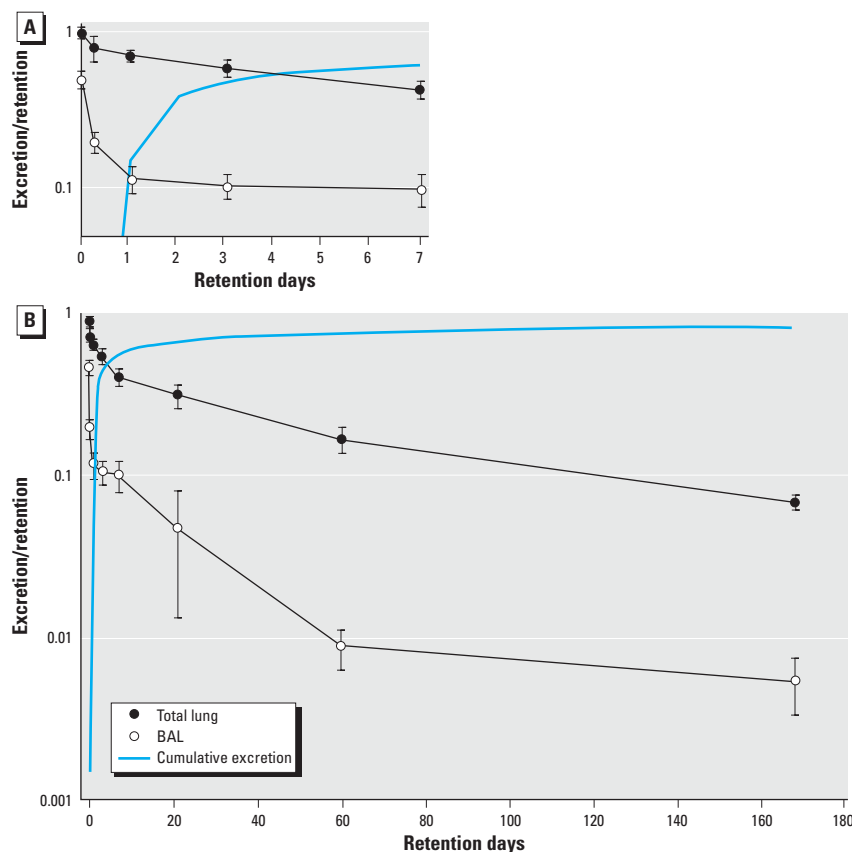 A
1
0.1
Excretion/retention
0 1 2 3 4 5 6 7
Retention days
B
1
0.1
0.01
0.001
Excretion/retention
Total lung
BAL
Cumulative excretion
0 20 40 60 80 100 120 140 160 180
Retention days